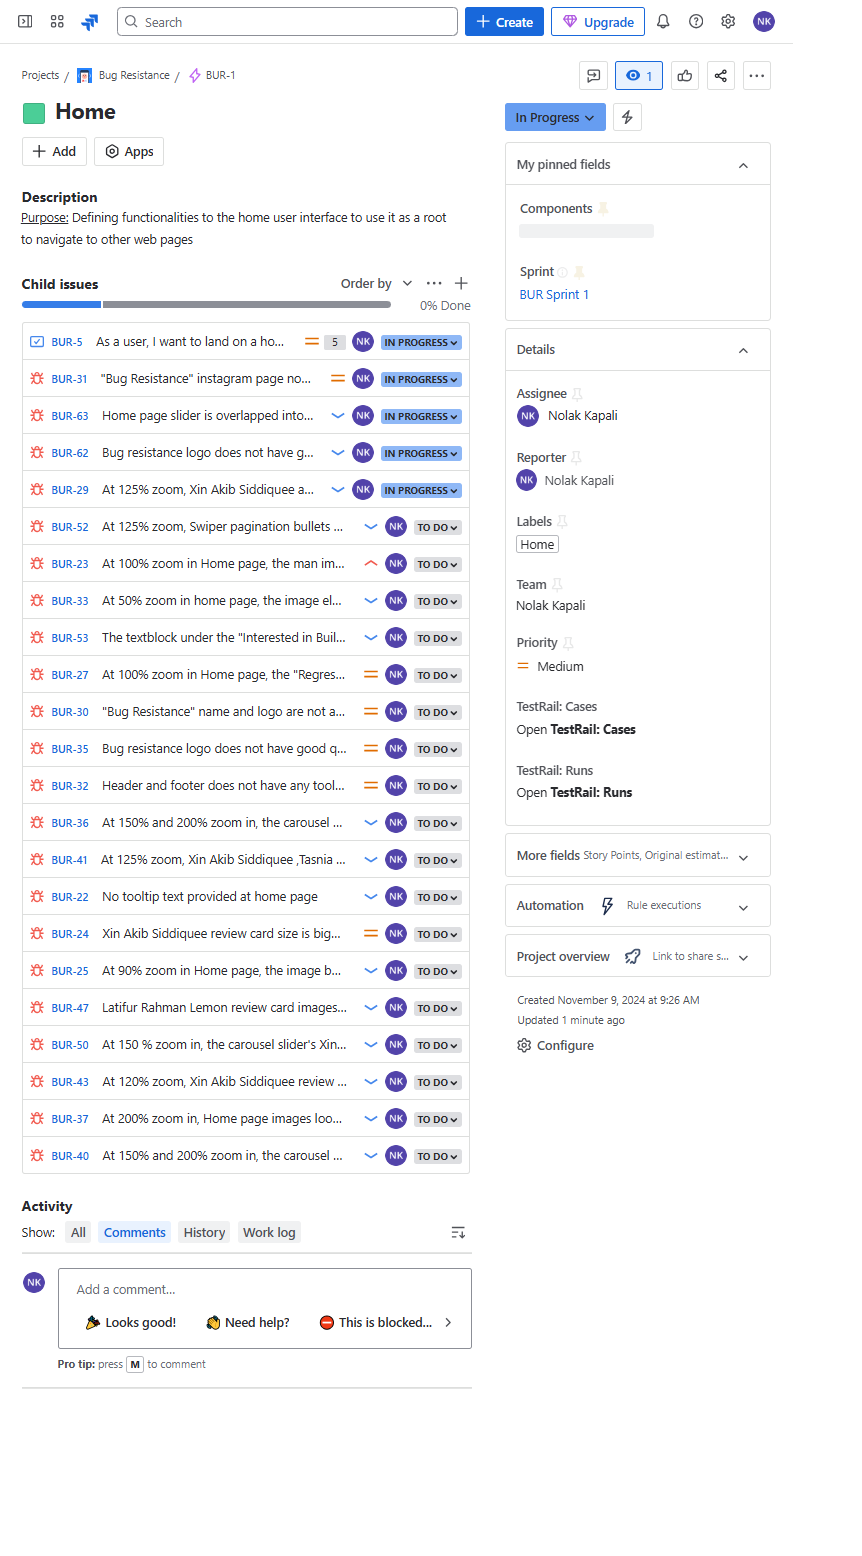 Search
Create
Upgrade
NK
Projects / Bug Resistance / BUR-1
1
Home
In Progress
Add
Apps
Description
Purpose: Defining functionalities to the home user interface to use it as a root
to navigate to other web pages
Child issues
Order by
0% Done
BUR-5 As a user, I want to land on a ho... 5 NK IN PROGRESS
BUR-31 "Bug Resistance" instagram page no... NK IN PROGRESS
BUR-63 Home page slider is overlapped into... NK IN PROGRESS
BUR-62 Bug resistance logo does not have g... NK IN PROGRESS
BUR-29 At 125% zoom, Xin Akib Siddiquee a... NK IN PROGRESS
BUR-52 At 125% zoom, Swiper pagination bullets ... NK TO DO
BUR-23 At 100% zoom in Home page, the man im... NK TO DO
BUR-33 At 50% zoom in home page, the image el... NK TO DO
BUR-53 The textblock under the "Interested in Buil... NK TO DO
BUR-27 At 100% zoom in Home page, the "Regres... NK TO DO
BUR-30 "Bug Resistance" name and logo are not a... NK TO DO
BUR-35 Bug resistance logo does not have good q... NK TO DO
BUR-32 Header and footer does not have any tool... NK TO DO
BUR-36 At 150% and 200% zoom in, the carousel ... NK TO DO
BUR-41 At 125% zoom, Xin Akib Siddiquee ,Tasnia ... NK TO DO
BUR-22 No tooltip text provided at home page NK TO DO
BUR-24 Xin Akib Siddiquee review card size is big... NK TO DO
BUR-25 At 90% zoom in Home page, the image b... NK TO DO
BUR-47 Latifur Rahman Lemon review card images... NK TO DO
BUR-50 At 150 % zoom in, the carousel slider's Xin... NK TO DO
BUR-43 At 120% zoom, Xin Akib Siddiquee review ... NK TO DO
BUR-37 At 200% zoom in, Home page images loo... NK TO DO
BUR-40 At 150% and 200% zoom in, the carousel ... NK TO DO
Activity
Show: All Comments History Work log
NK
Add a comment...
Looks good! Need help? This is blocked...
Pro tip: press M to comment
My pinned fields
Components
Sprint
BUR Sprint 1
Details
Assignee
NK Nolak Kapali
Reporter
NK Nolak Kapali
Labels
Home
Team
Nolak Kapali
Priority
Medium
TestRail: Cases
Open TestRail: Cases
TestRail: Runs
Open TestRail: Runs
More fields Story Points, Original estimat...
Automation Rule executions
Project overview Link to share s...
Created November 9, 2024 at 9:26 AM
Updated 1 minute ago
Configure